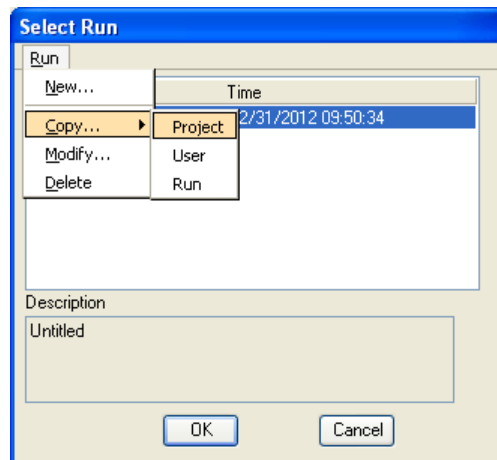 Select Run
Run
New...
Time
Copy...
Project
2/31/2012 09:50:34
Modify...
User
Delete
Run
Description
Untitled
OK
Cancel